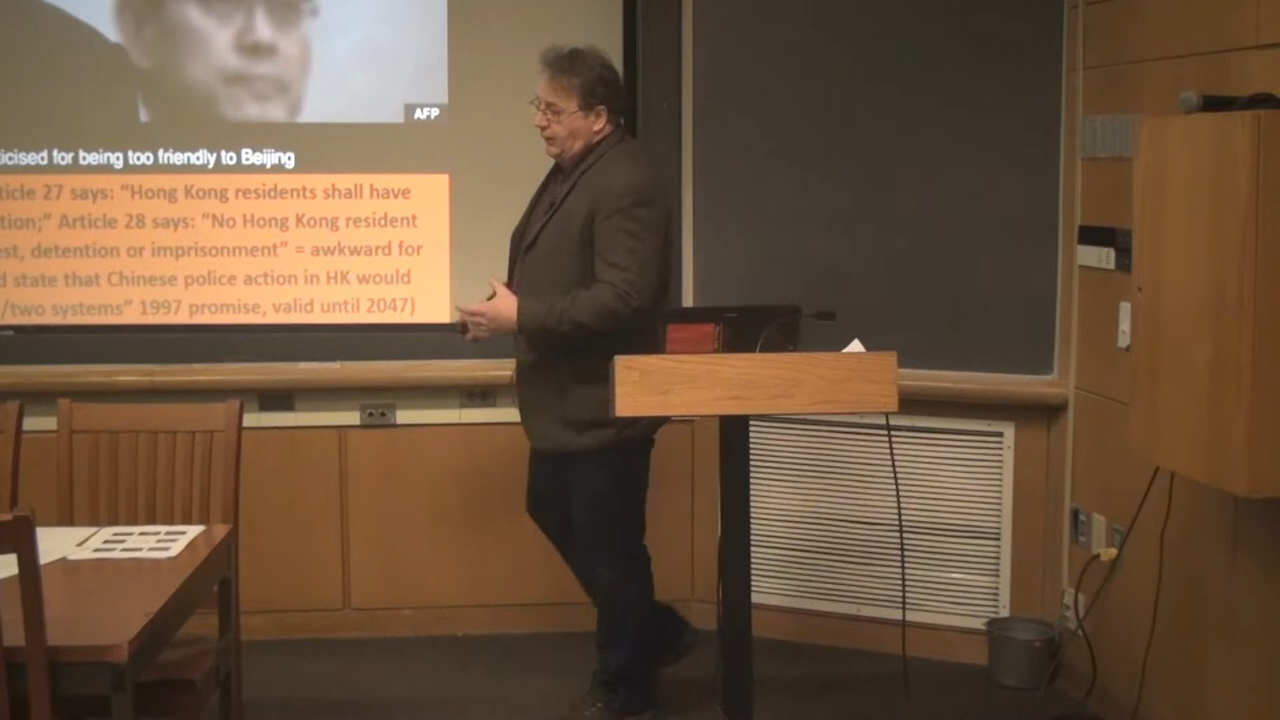 AFP
icised for being too friendly to Beijing
ticle 27 says: “Hong Kong residents shall have
tion;” Article 28 says: “No Hong Kong resident
est, detention or imprisonment” = awkward for
d state that Chinese police action in HK would
/two systems” 1997 promise, valid until 2047)